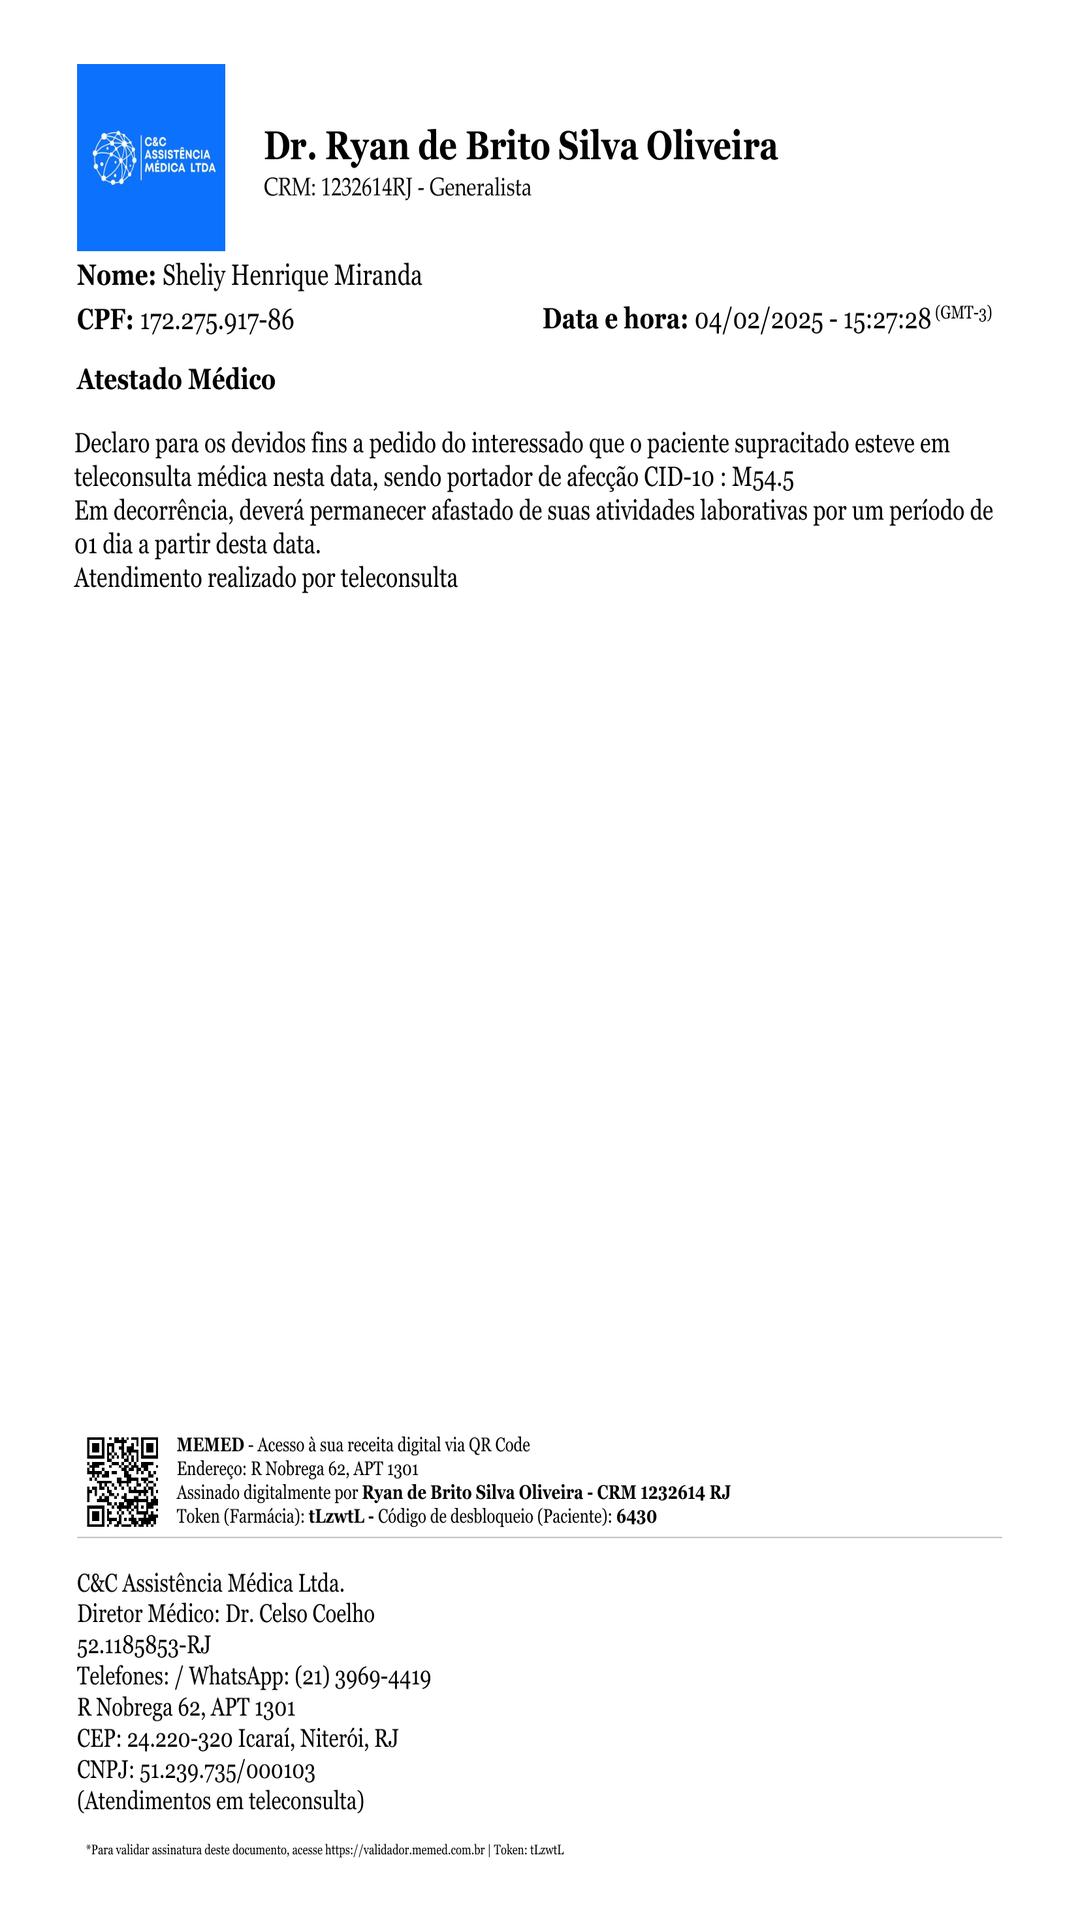 C&C
ASSISTÊNCIA
MÉDICA LTDA
Dr. Ryan de Brito Silva Oliveira
CRM: 1232614RJ - Generalista
Nome: Sheliy Henrique Miranda
CPF: 172.275.917-86
Data e hora: 04/02/2025 - 15:27:28 (GMT-3)
Atestado Médico
Declaro para os devidos fins a pedido do interessado que o paciente supracitado esteve em
teleconsulta médica nesta data, sendo portador de afecção CID-10 : M54.5
Em decorrência, deverá permanecer afastado de suas atividades laborativas por um período de
01 dia a partir desta data.
Atendimento realizado por teleconsulta
MEMED - Acesso à sua receita digital via QR Code
Endereço: R Nobrega 62, APT 1301
Assinado digitalmente por Ryan de Brito Silva Oliveira - CRM 1232614 RJ
Token (Farmácia): tLzwtL - Código de desbloqueio (Paciente): 6430
C&C Assistência Médica Ltda.
Diretor Médico: Dr. Celso Coelho
52.1185853-RJ
Telefones: / WhatsApp: (21) 3969-4419
R Nobrega 62, APT 1301
CEP: 24.220-320 Icaraí, Niterói, RJ
CNPJ: 51.239.735/000103
(Atendimentos em teleconsulta)
*Para validar assinatura deste documento, acesse https://validador.memed.com.br | Token: tLzwtL